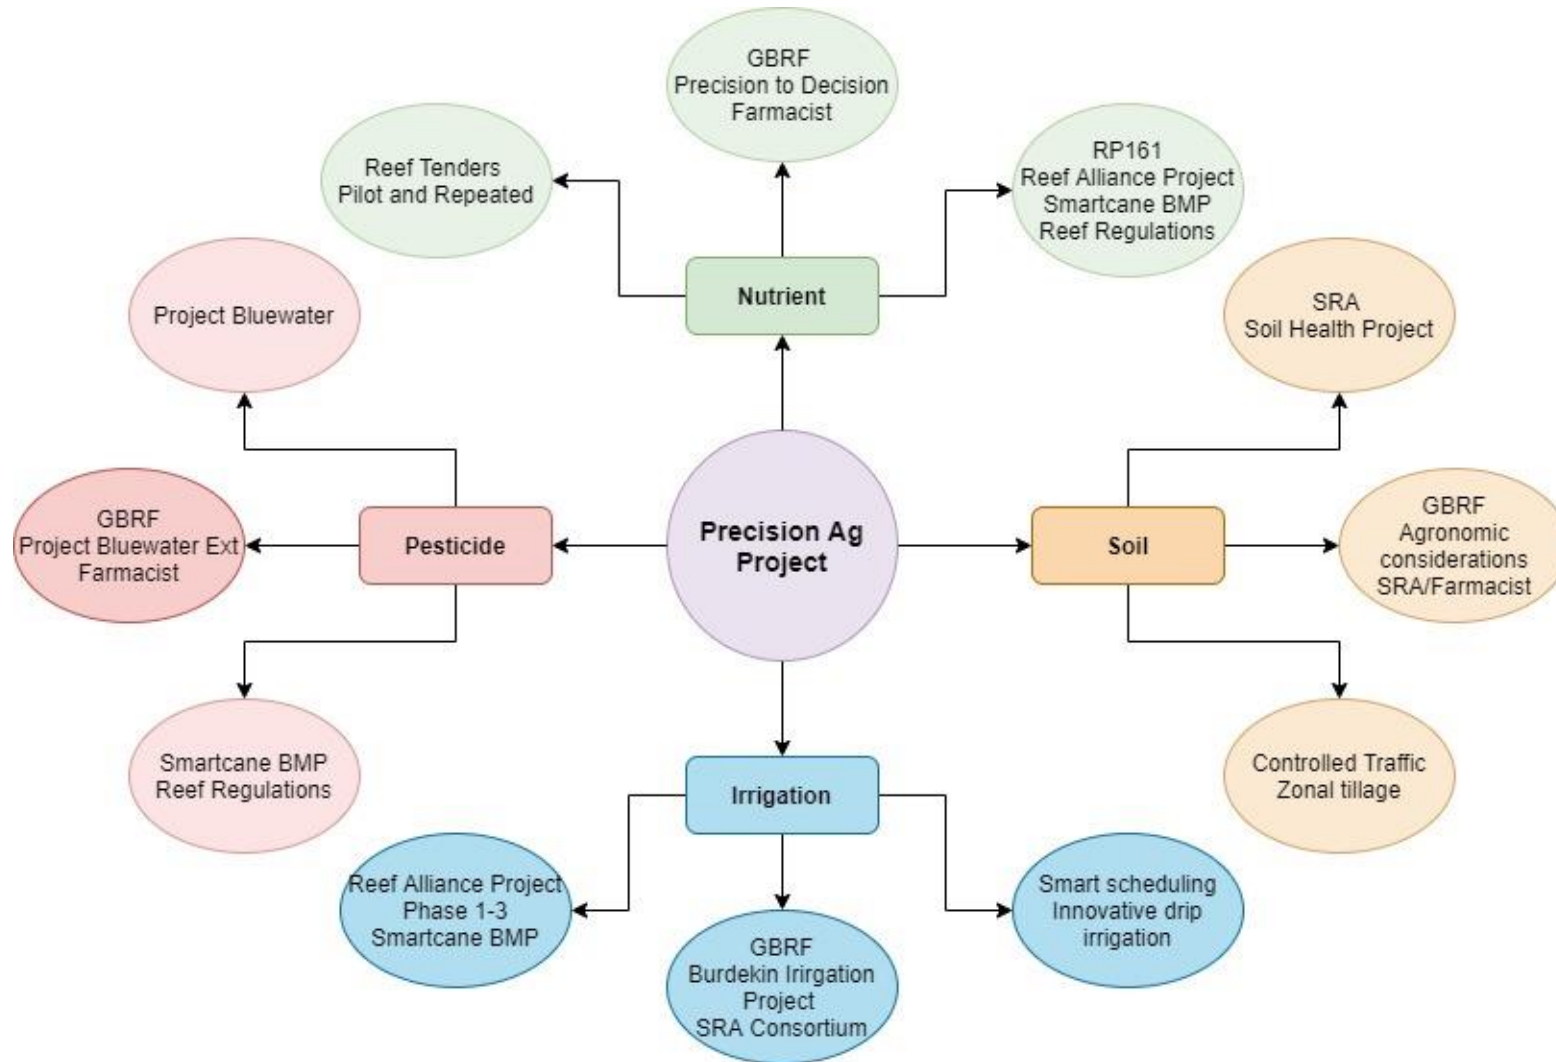 GBRF
Precision to Decision
Farmacist
Reef Tenders
Pilot and Repeated
RP161
Reef Alliance Project
Smartcane BMP
Reef Regulations
Nutrient
Project Bluewater
SRA
Soil Health Project
GBRF
Project Bluewater Ext
Farmacist
Pesticide
Precision Ag
Project
Soil
GBRF
Agronomic
considerations
SRA/Farmacist
Smartcane BMP
Reef Regulations
Irrigation
Controlled Traffic
Zonal tillage
Reef Alliance Project
Phase 1-3
Smartcane BMP
GBRF
Burdekin Irirgation
Project
SRA Consortium
Smart scheduling
Innovative drip
irrigation